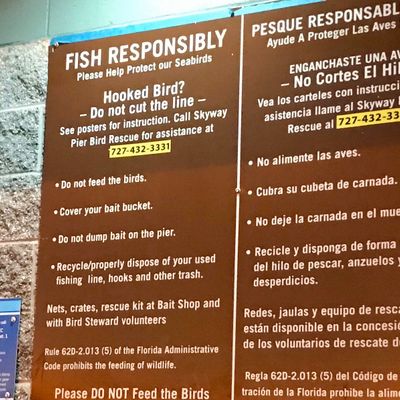 FISH RESPONSIBLY
Please Help Protect our Seabirds
Hooked Bird?
– Do not cut the line –
See posters for instruction. Call Skyway
Pier Bird Rescue for assistance at
727-432-3331
• Do not feed the birds.
• Cover your bait bucket.
• Do not dump bait on the pier.
• Recycle/properly dispose of your used
fishing line, hooks and other trash.
Nets, crates, rescue kit at Bait Shop and
with Bird Steward volunteers
Rule 62D-2.013 (5) of the Florida Administrative
Code prohibits the feeding of wildlife.
Please DO NOT Feed the Birds
PESQUE RESPONSABL
Ayude A Proteger Las Aves
ENGANCHASTE UNA AV
– No Cortes El Hi
Vea los carteles con instrucci
asistencia llame al Skyway
Rescue al 727-432-33
• No alimente las aves.
• Cubra su cubeta de carnada.
• No deje la carnada en el mue
• Recicle y disponga de forma
del hilo de pescar, anzuelos y
desperdicios.
Redes, jaulas y equipo de resca
están disponible en la concesió
de los voluntarios de rescate d
Regla 62D-2.013 (5) del Código de
tración de la Florida prohibe la alime